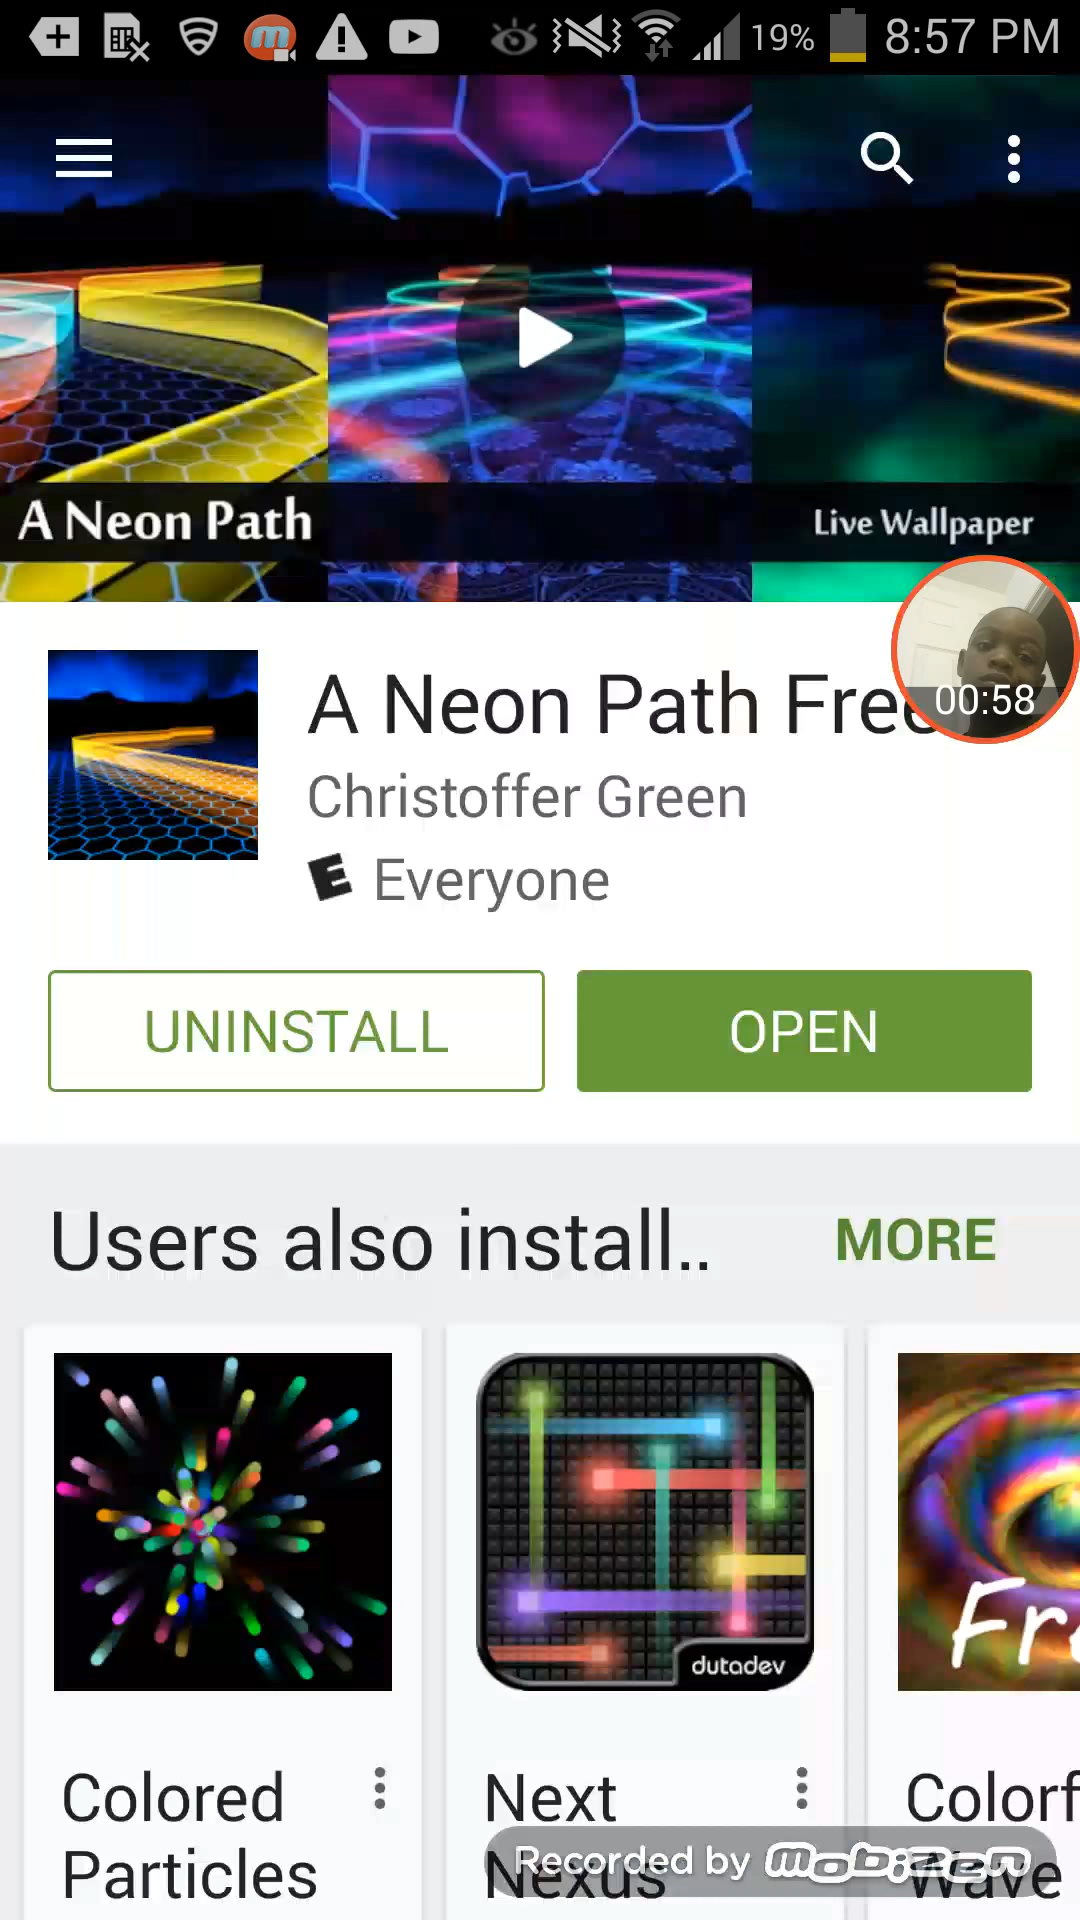 19% 8:57 PM
A Neon Path
Live Wallpaper
00:58
A Neon Path Free
Christoffer Green
E Everyone
UNINSTALL
OPEN
Users also install..
MORE
dutadev
Fr
Colored
Particles
Next
Nexus
Colorf
Wave
Recorded by mobizen